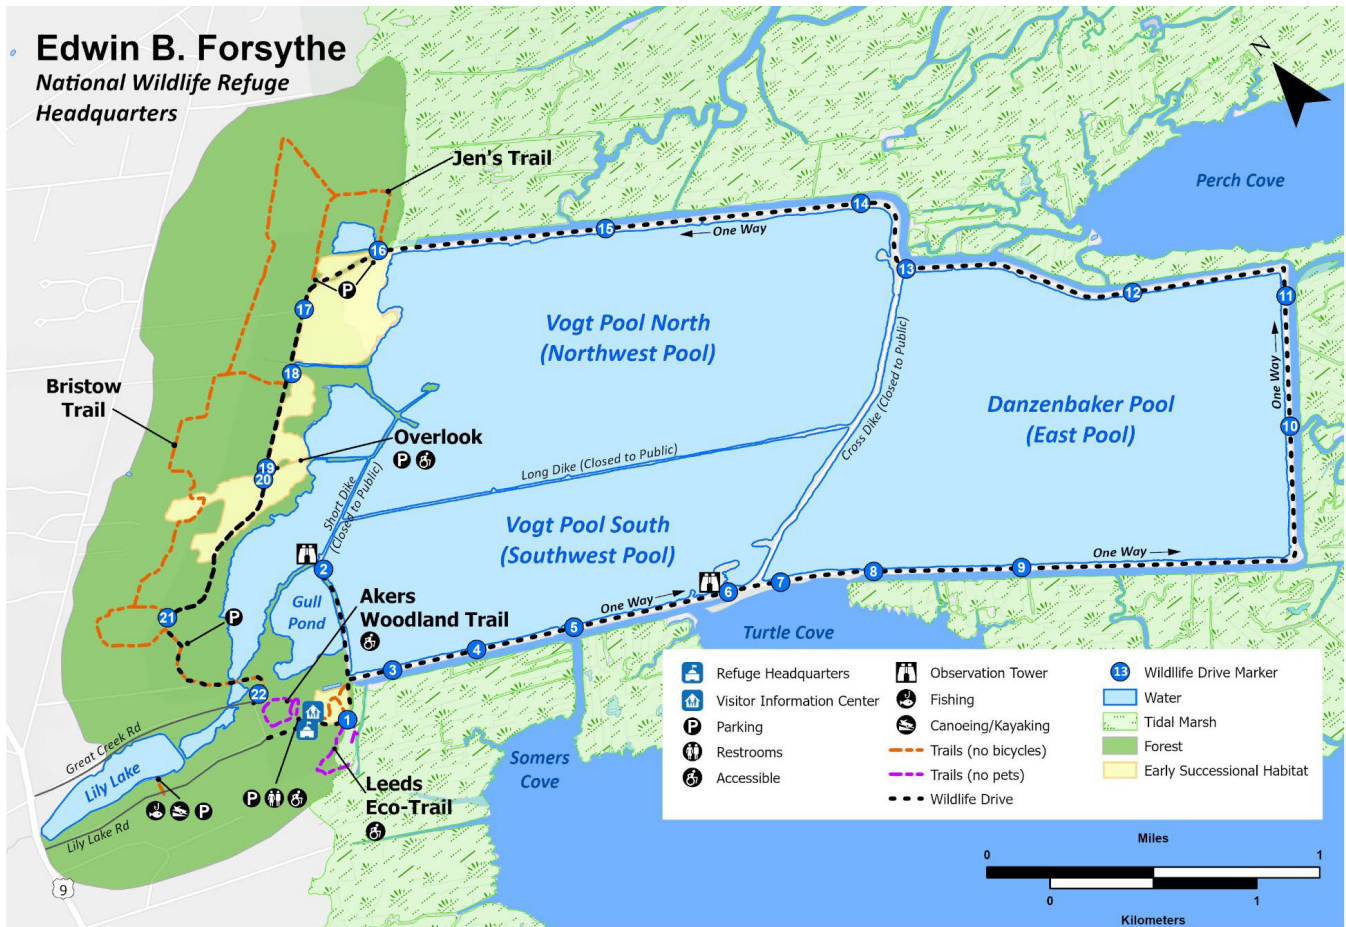 Edwin B. Forsythe
National Wildlife Refuge
Headquarters
N
Jen's Trail
Perch Cove
16
P
17
15
One Way
14
13
12
11
Vogt Pool North
(Northwest Pool)
18
Bristow
Trail
Overlook
P
19
20
Short Dike
(Closed to Public)
Long Dike (Closed to Public)
Cross Dike (Closed to Public)
Danzenbaker Pool
(East Pool)
One Way
10
Vogt Pool South
(Southwest Pool)
2
Gull
Pond
Akers
Woodland Trail
21
P
One Way
6
7
8
9
One Way
5
4
3
Turtle Cove
22
1
Great Creek Rd
Lily Lake
Lily Lake Rd
P
P
Leeds
Eco-Trail
Somers
Cove
9
Refuge Headquarters
Visitor Information Center
P Parking
Restrooms
Accessible
Observation Tower
Fishing
Canoeing/Kayaking
Trails (no bicycles)
Trails (no pets)
Wildlife Drive
13 Wildllife Drive Marker
Water
Tidal Marsh
Forest
Early Successional Habitat
Miles
0 1
0 1
Kilometers